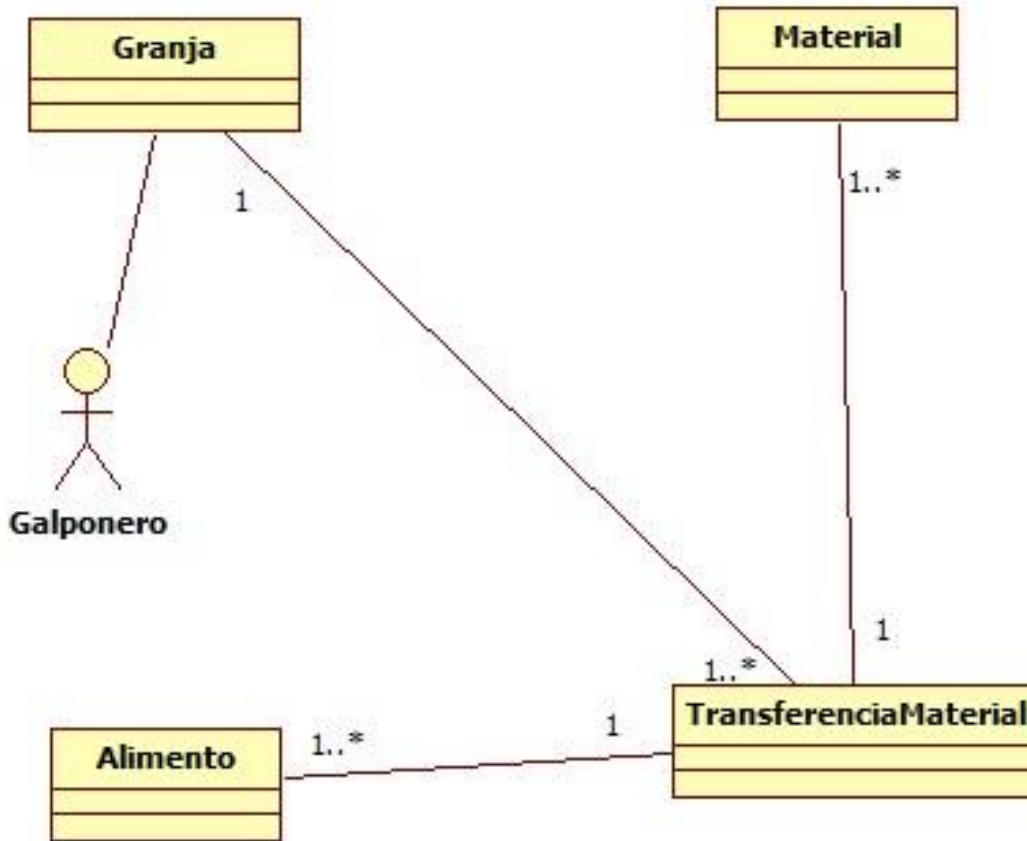 Granja
Material
1
1..*
Galponero
1..*
1
TransferenciaMaterial
Alimento
1..*
1